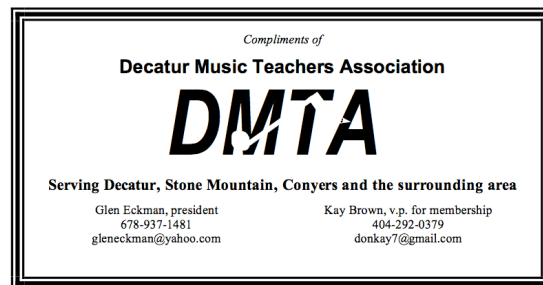 Compliments of
Decatur Music Teachers Association
DMTA
Serving Decatur, Stone Mountain, Conyers and the surrounding area
Glen Eckman, president
678-937-1481
gleneckman@yahoo.com
Kay Brown, v.p. for membership
404-292-0379
donkay7@gmail.com